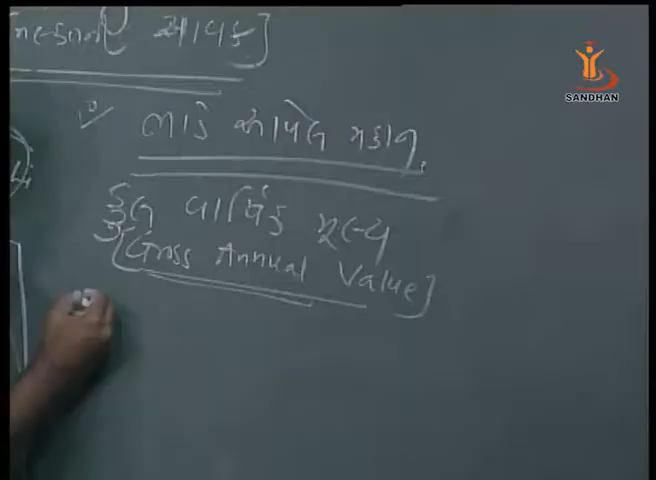 મકાનની આવક]
SANDHAN
ભાડે આપેલ મકાન,
કુલ વાર્ષિક મૂલ્ય
[Gross Annual Value]